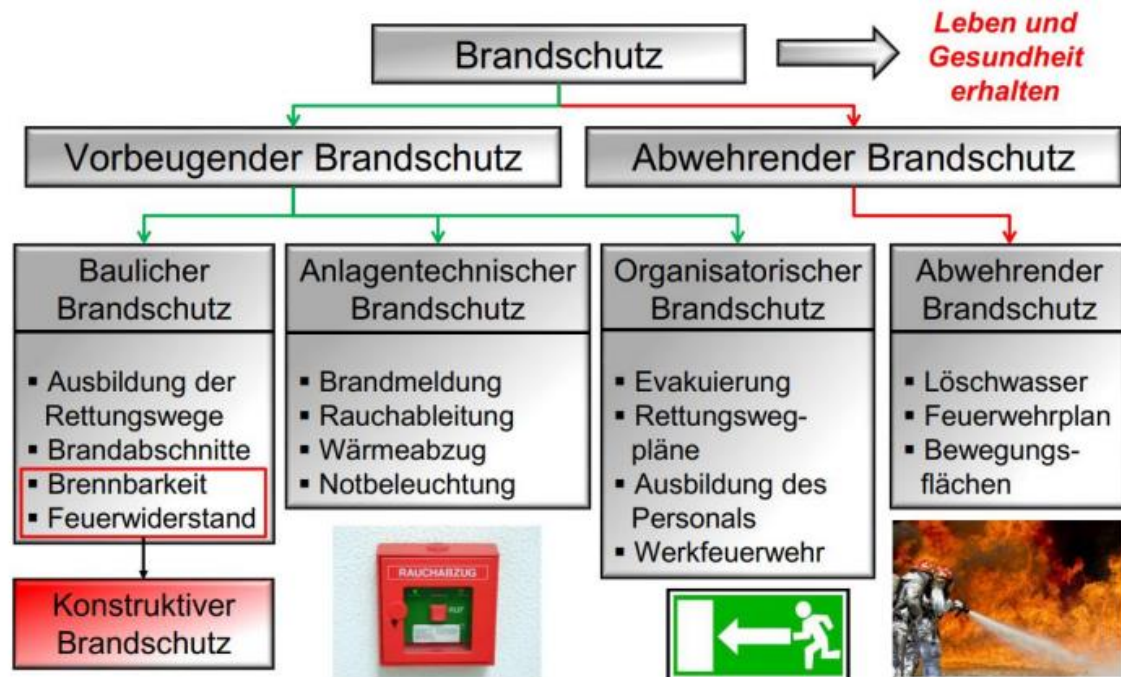 Brandschutz
Leben und
Gesundheit
erhalten
Vorbeugender Brandschutz
Abwehrender Brandschutz
Baulicher
Brandschutz
▪ Ausbildung der
Rettungswege
▪ Brandabschnitte
▪ Brennbarkeit
▪ Feuerwiderstand
Konstruktiver
Brandschutz
Anlagentechnischer
Brandschutz
▪ Brandmeldung
▪ Rauchableitung
▪ Wärmeabzug
▪ Notbeleuchtung
RAUCHABZUG
Organisatorischer
Brandschutz
▪ Evakuierung
▪ Rettungsweg-
pläne
▪ Ausbildung des
Personals
▪ Werkfeuerwehr
Abwehrender
Brandschutz
▪ Löschwasser
▪ Feuerwehrplan
▪ Bewegungs-
flächen